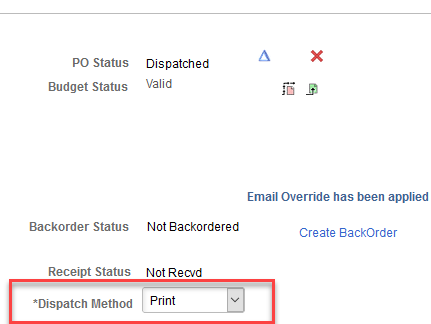 PO Status Dispatched
Budget Status Valid
Email Override has been applied
Backorder Status Not Backordered
Create BackOrder
Receipt Status Not Recvd
*Dispatch Method Print